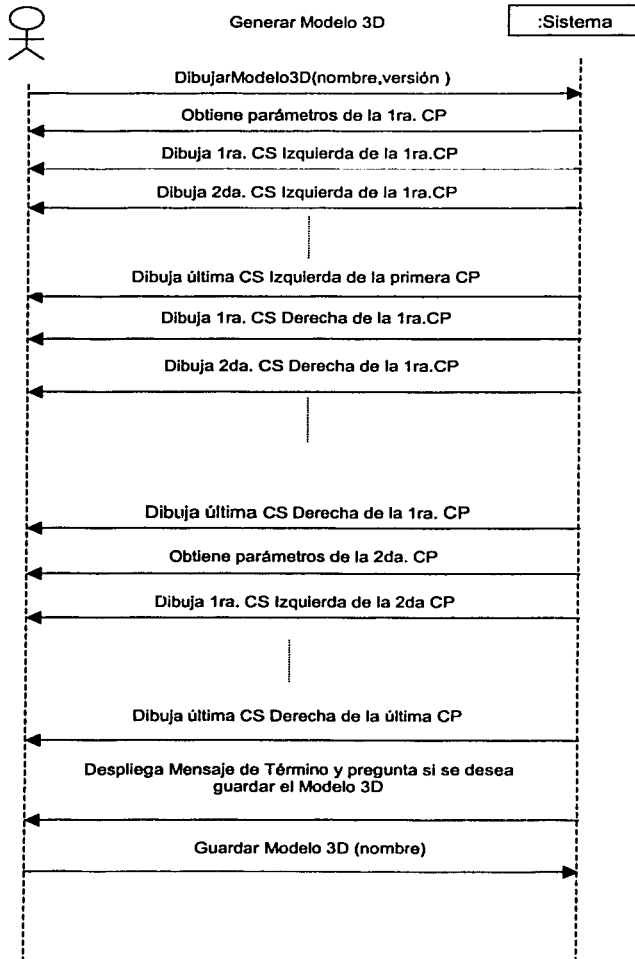 Generar Modelo 3D
:Sistema
DibujarModelo3D(nombre,versión )
Obtiene parámetros de la 1ra. CP
Dibuja 1ra. CS Izquierda de la 1ra.CP
Dibuja 2da. CS Izquierda de la 1ra.CP
Dibuja última CS Izquierda de la primera CP
Dibuja 1ra. CS Derecha de la 1ra.CP
Dibuja 2da. CS Derecha de la 1ra.CP
Dibuja última CS Derecha de la 1ra. CP
Obtiene parámetros de la 2da. CP
Dibuja 1ra. CS Izquierda de la 2da CP
Dibuja última CS Derecha de la última CP
Despliega Mensaje de Término y pregunta si se desea
guardar el Modelo 3D
Guardar Modelo 3D (nombre)